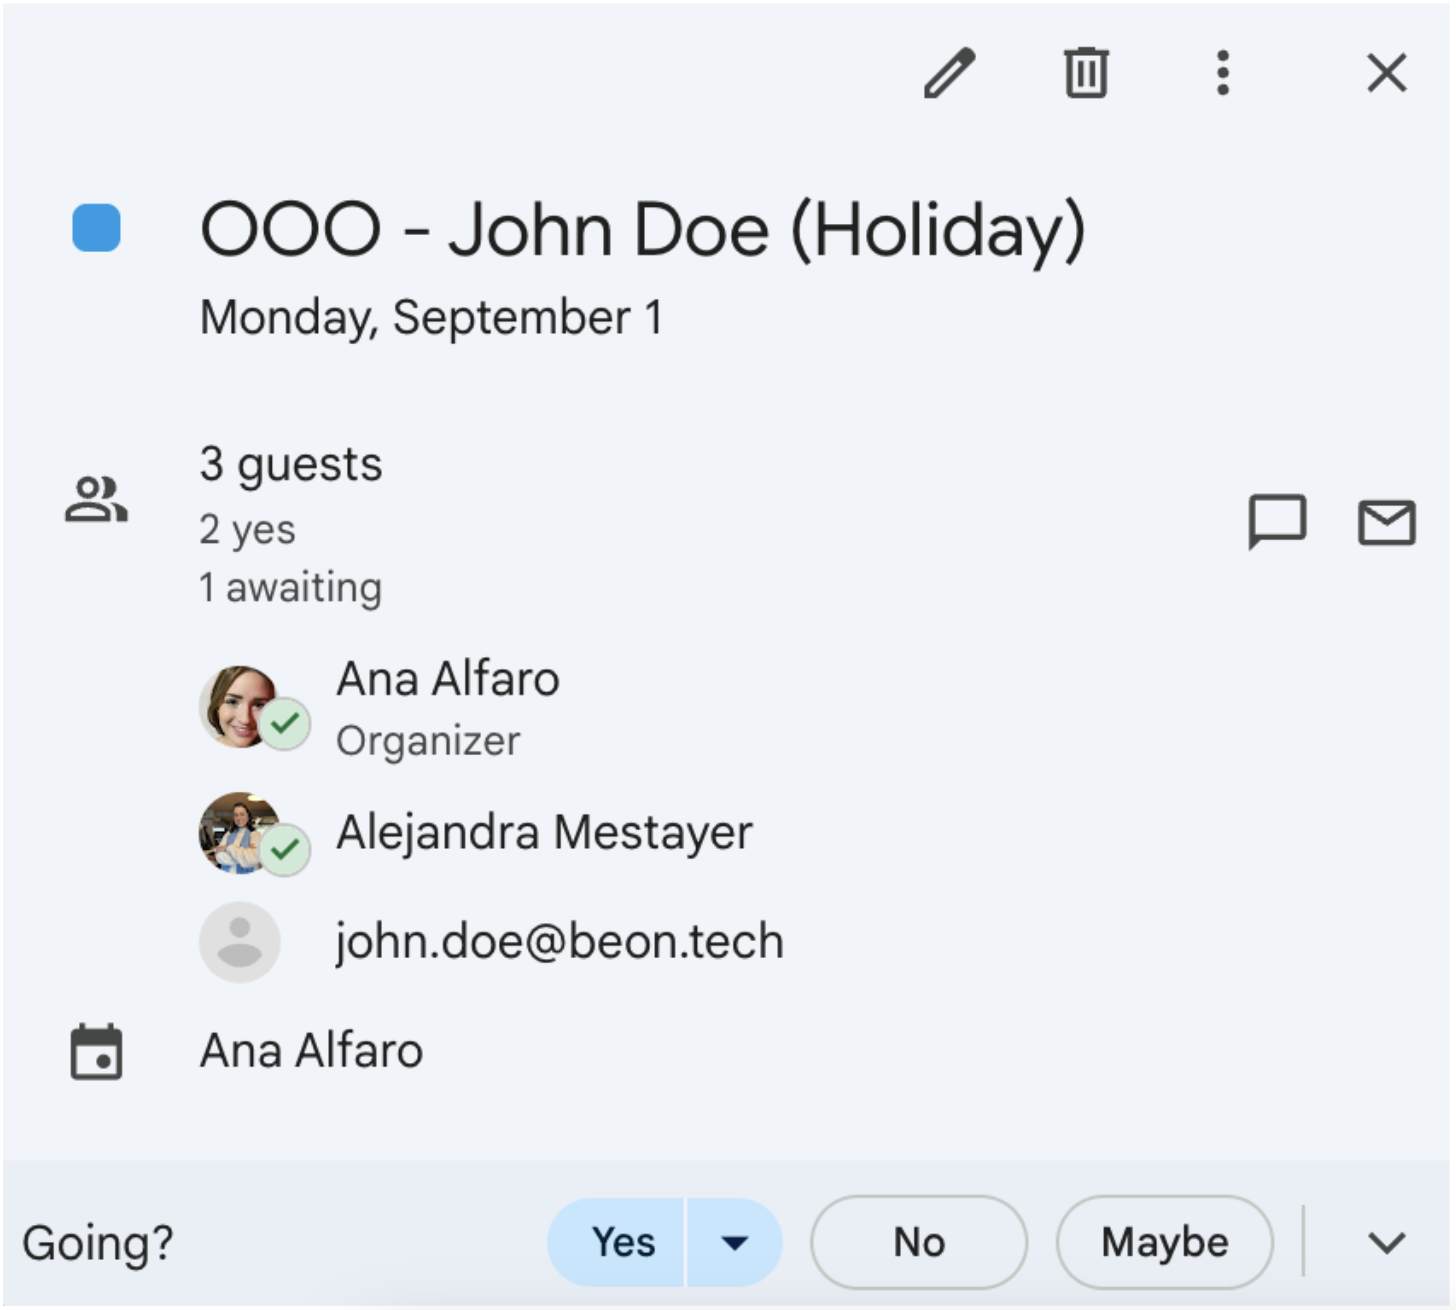 OOO - John Doe (Holiday)
Monday, September 1
3 guests
2 yes
1 awaiting
Ana Alfaro
Organizer
Alejandra Mestayer
john.doe@beon.tech
Ana Alfaro
Going?
Yes
No
Maybe